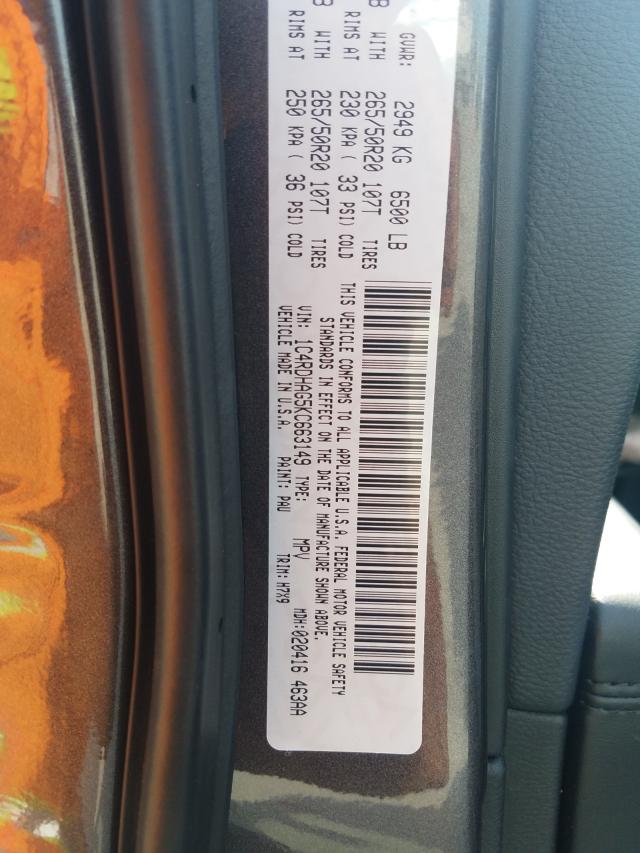 GVWR: 2949 KG 6500 LB
WITH 265/50R20 107T TIRES
RIMS AT 230 KPA ( 33 PSI) COLD
WITH 265/50R20 107T TIRES
RIMS AT 250 KPA ( 36 PSI) COLD
THIS VEHICLE CONFORMS TO ALL APPLICABLE U.S.A. FEDERAL MOTOR VEHICLE SAFETY
STANDARDS IN EFFECT ON THE DATE OF MANUFACTURE SHOWN ABOVE.
VIN: 1C4RDHAG5KC663149 TYPE: MPV MDH:020416 463AA
VEHICLE MADE IN U.S.A. PAINT: PAU TRIM: H7X9